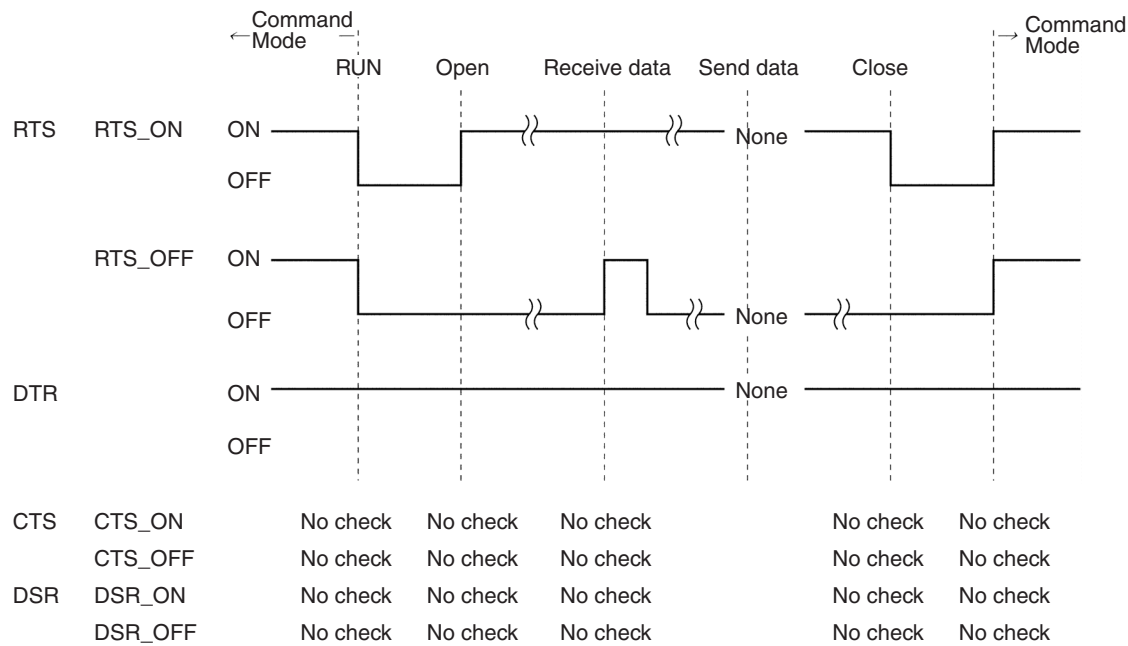 Command Mode
Command Mode
RUN Open Receive data Send data Close
RTS RTS_ON ON None
OFF
RTS_OFF ON
OFF None
DTR ON None
OFF
CTS CTS_ON No check No check No check No check No check
CTS_OFF No check No check No check No check No check
DSR DSR_ON No check No check No check No check No check
DSR_OFF No check No check No check No check No check